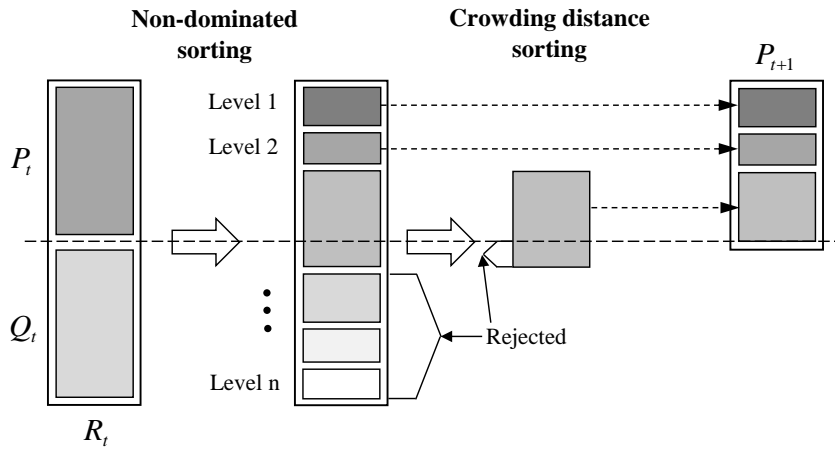 Non-dominated
sorting
Crowding distance
sorting
P_{t+1}
Level 1
Level 2
P_t
Q_t
Rejected
Level n
R_t